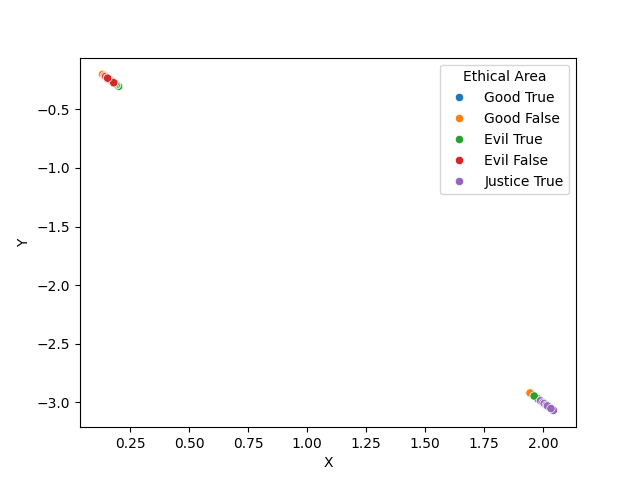 Ethical Area
Good True
Good False
Evil True
Evil False
Justice True
−0.5
−1.0
−1.5
−2.0
−2.5
−3.0
Y
0.25 0.50 0.75 1.00 1.25 1.50 1.75 2.00
X